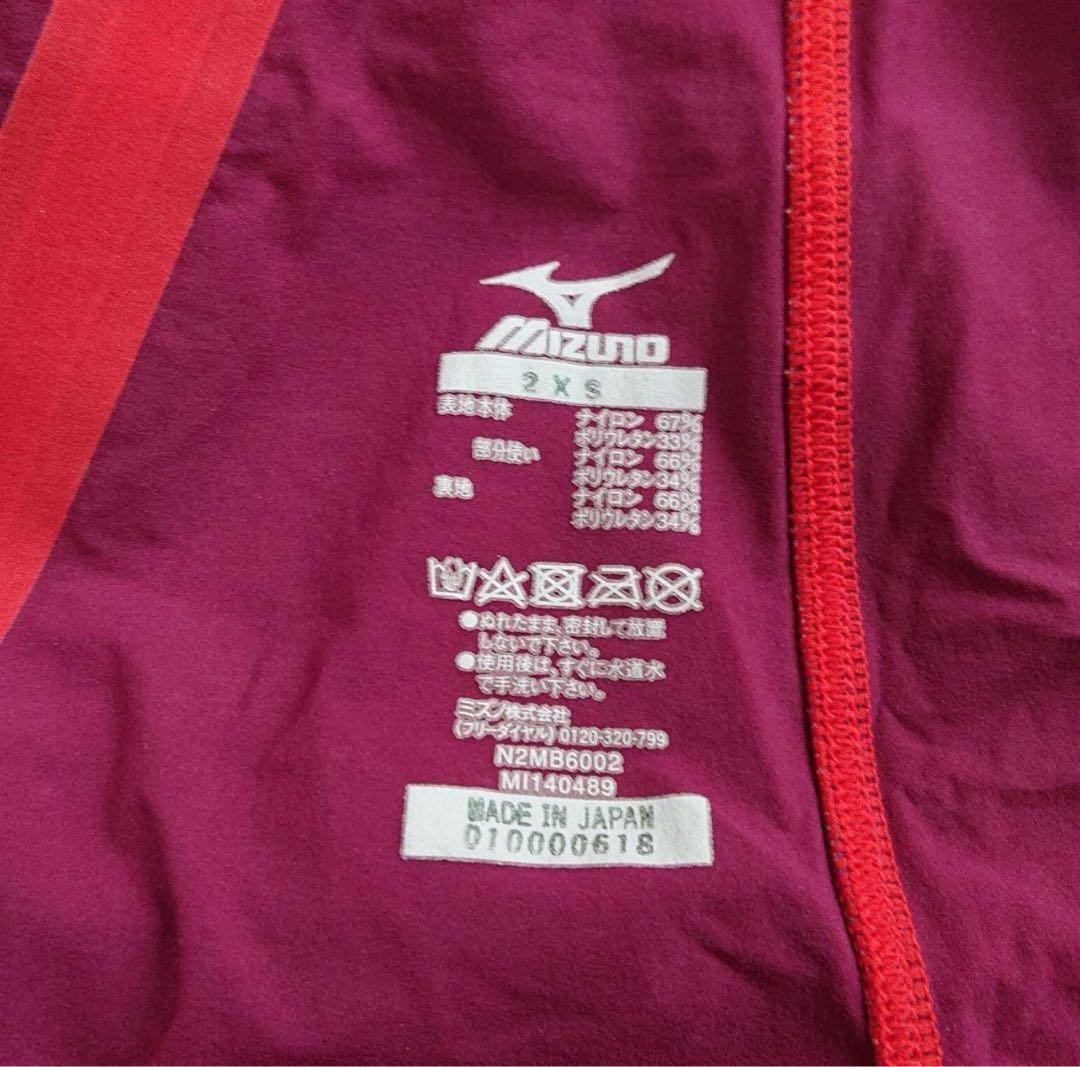 MIZUNO
2XS
表地本体 ナイロン 67%
ポリウレタン33%
部分使い ナイロン 66%
ポリウレタン34%
裏地 ナイロン 66%
ポリウレタン34%
●ぬれたまま、密封して放置
しないで下さい。
●使用後は、すぐに水道水
で手洗い下さい。
ミズノ株式会社
(フリーダイヤル) 0120-320-799
N2MB6002
MI140489
MADE IN JAPAN
010000618